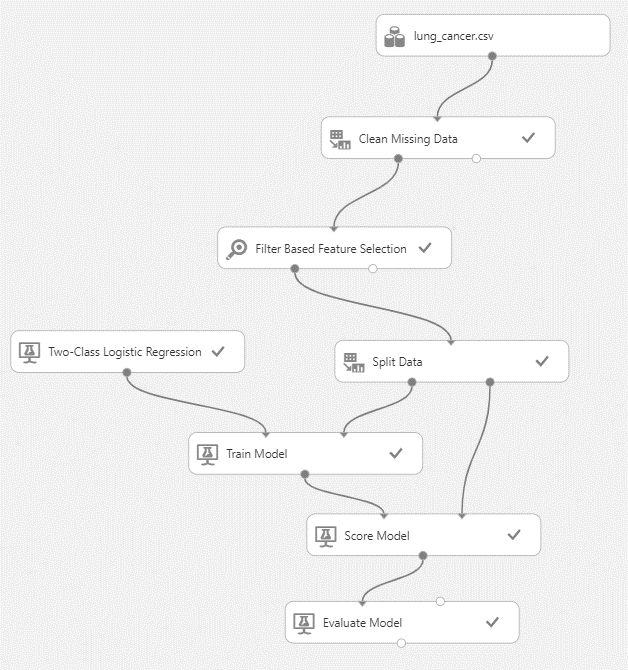 lung_cancer.csv
Clean Missing Data
Filter Based Feature Selection
Two-Class Logistic Regression
Split Data
Train Model
Score Model
Evaluate Model